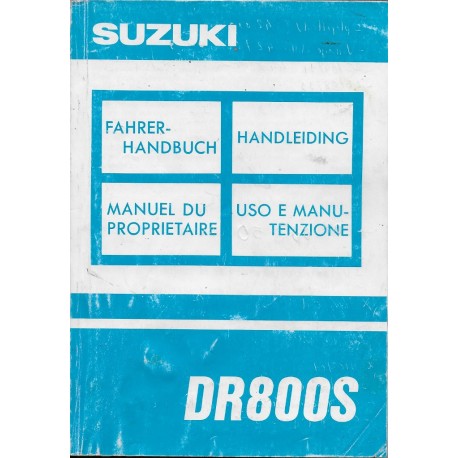 SUZUKI
FAHRER-
HANDBUCH
HANDLEIDING
MANUEL DU
PROPRIETAIRE
USO E MANU-
TENZIONE
DR800S